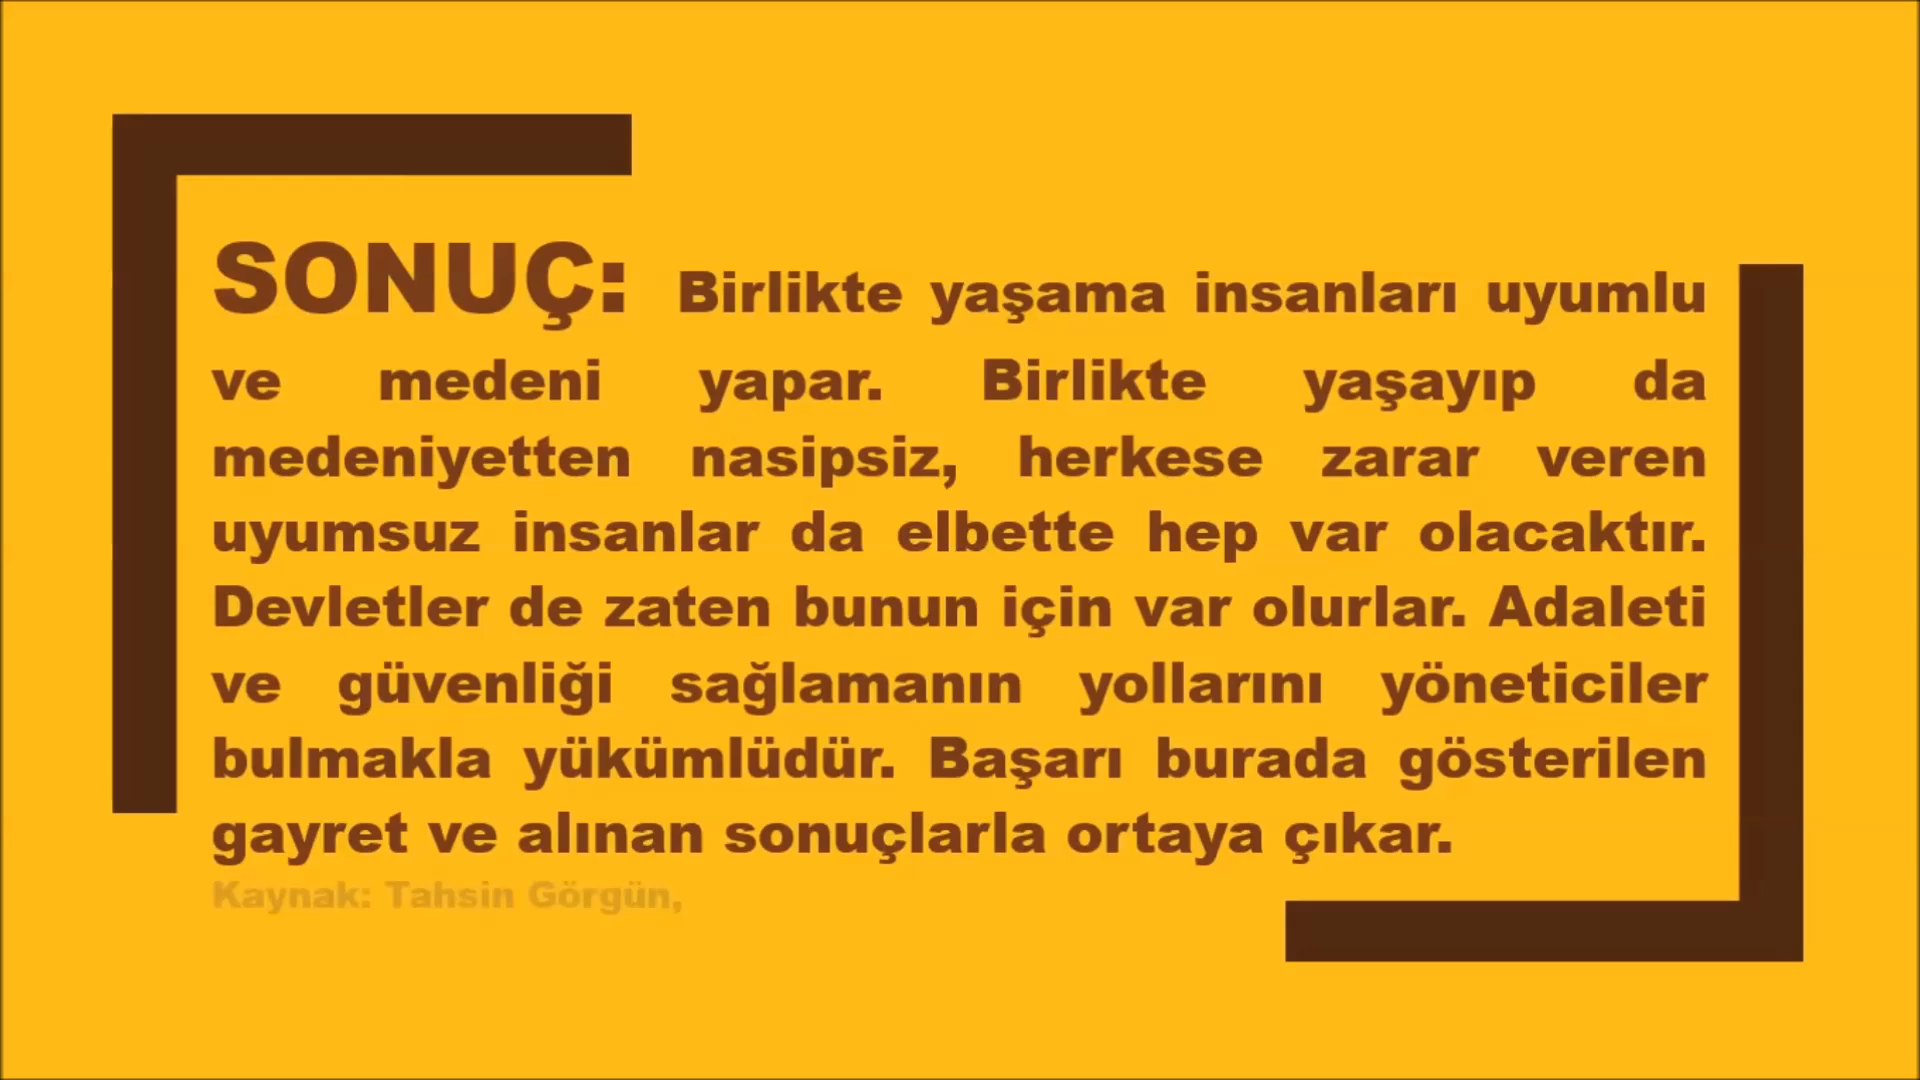 SONUÇ: Birlikte yaşama insanları uyumlu
ve medeni yapar. Birlikte yaşayıp da
medeniyetten nasipsiz, herkese zarar veren
uyumsuz insanlar da elbette hep var olacaktır.
Devletler de zaten bunun için var olurlar. Adaleti
ve güvenliği sağlamanın yollarını yöneticiler
bulmakla yükümlüdür. Başarı burada gösterilen
gayret ve alınan sonuçlarla ortaya çıkar.
Kaynak: Tahsin Görgün,